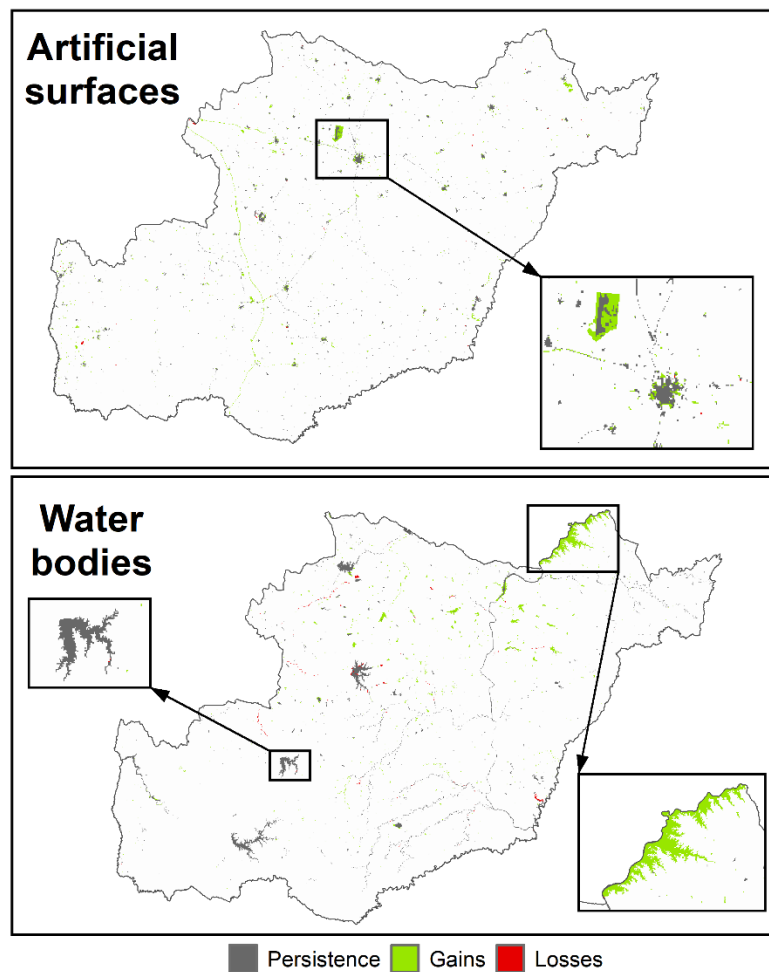 Artificial
surfaces
Water
bodies
Persistence Gains Losses